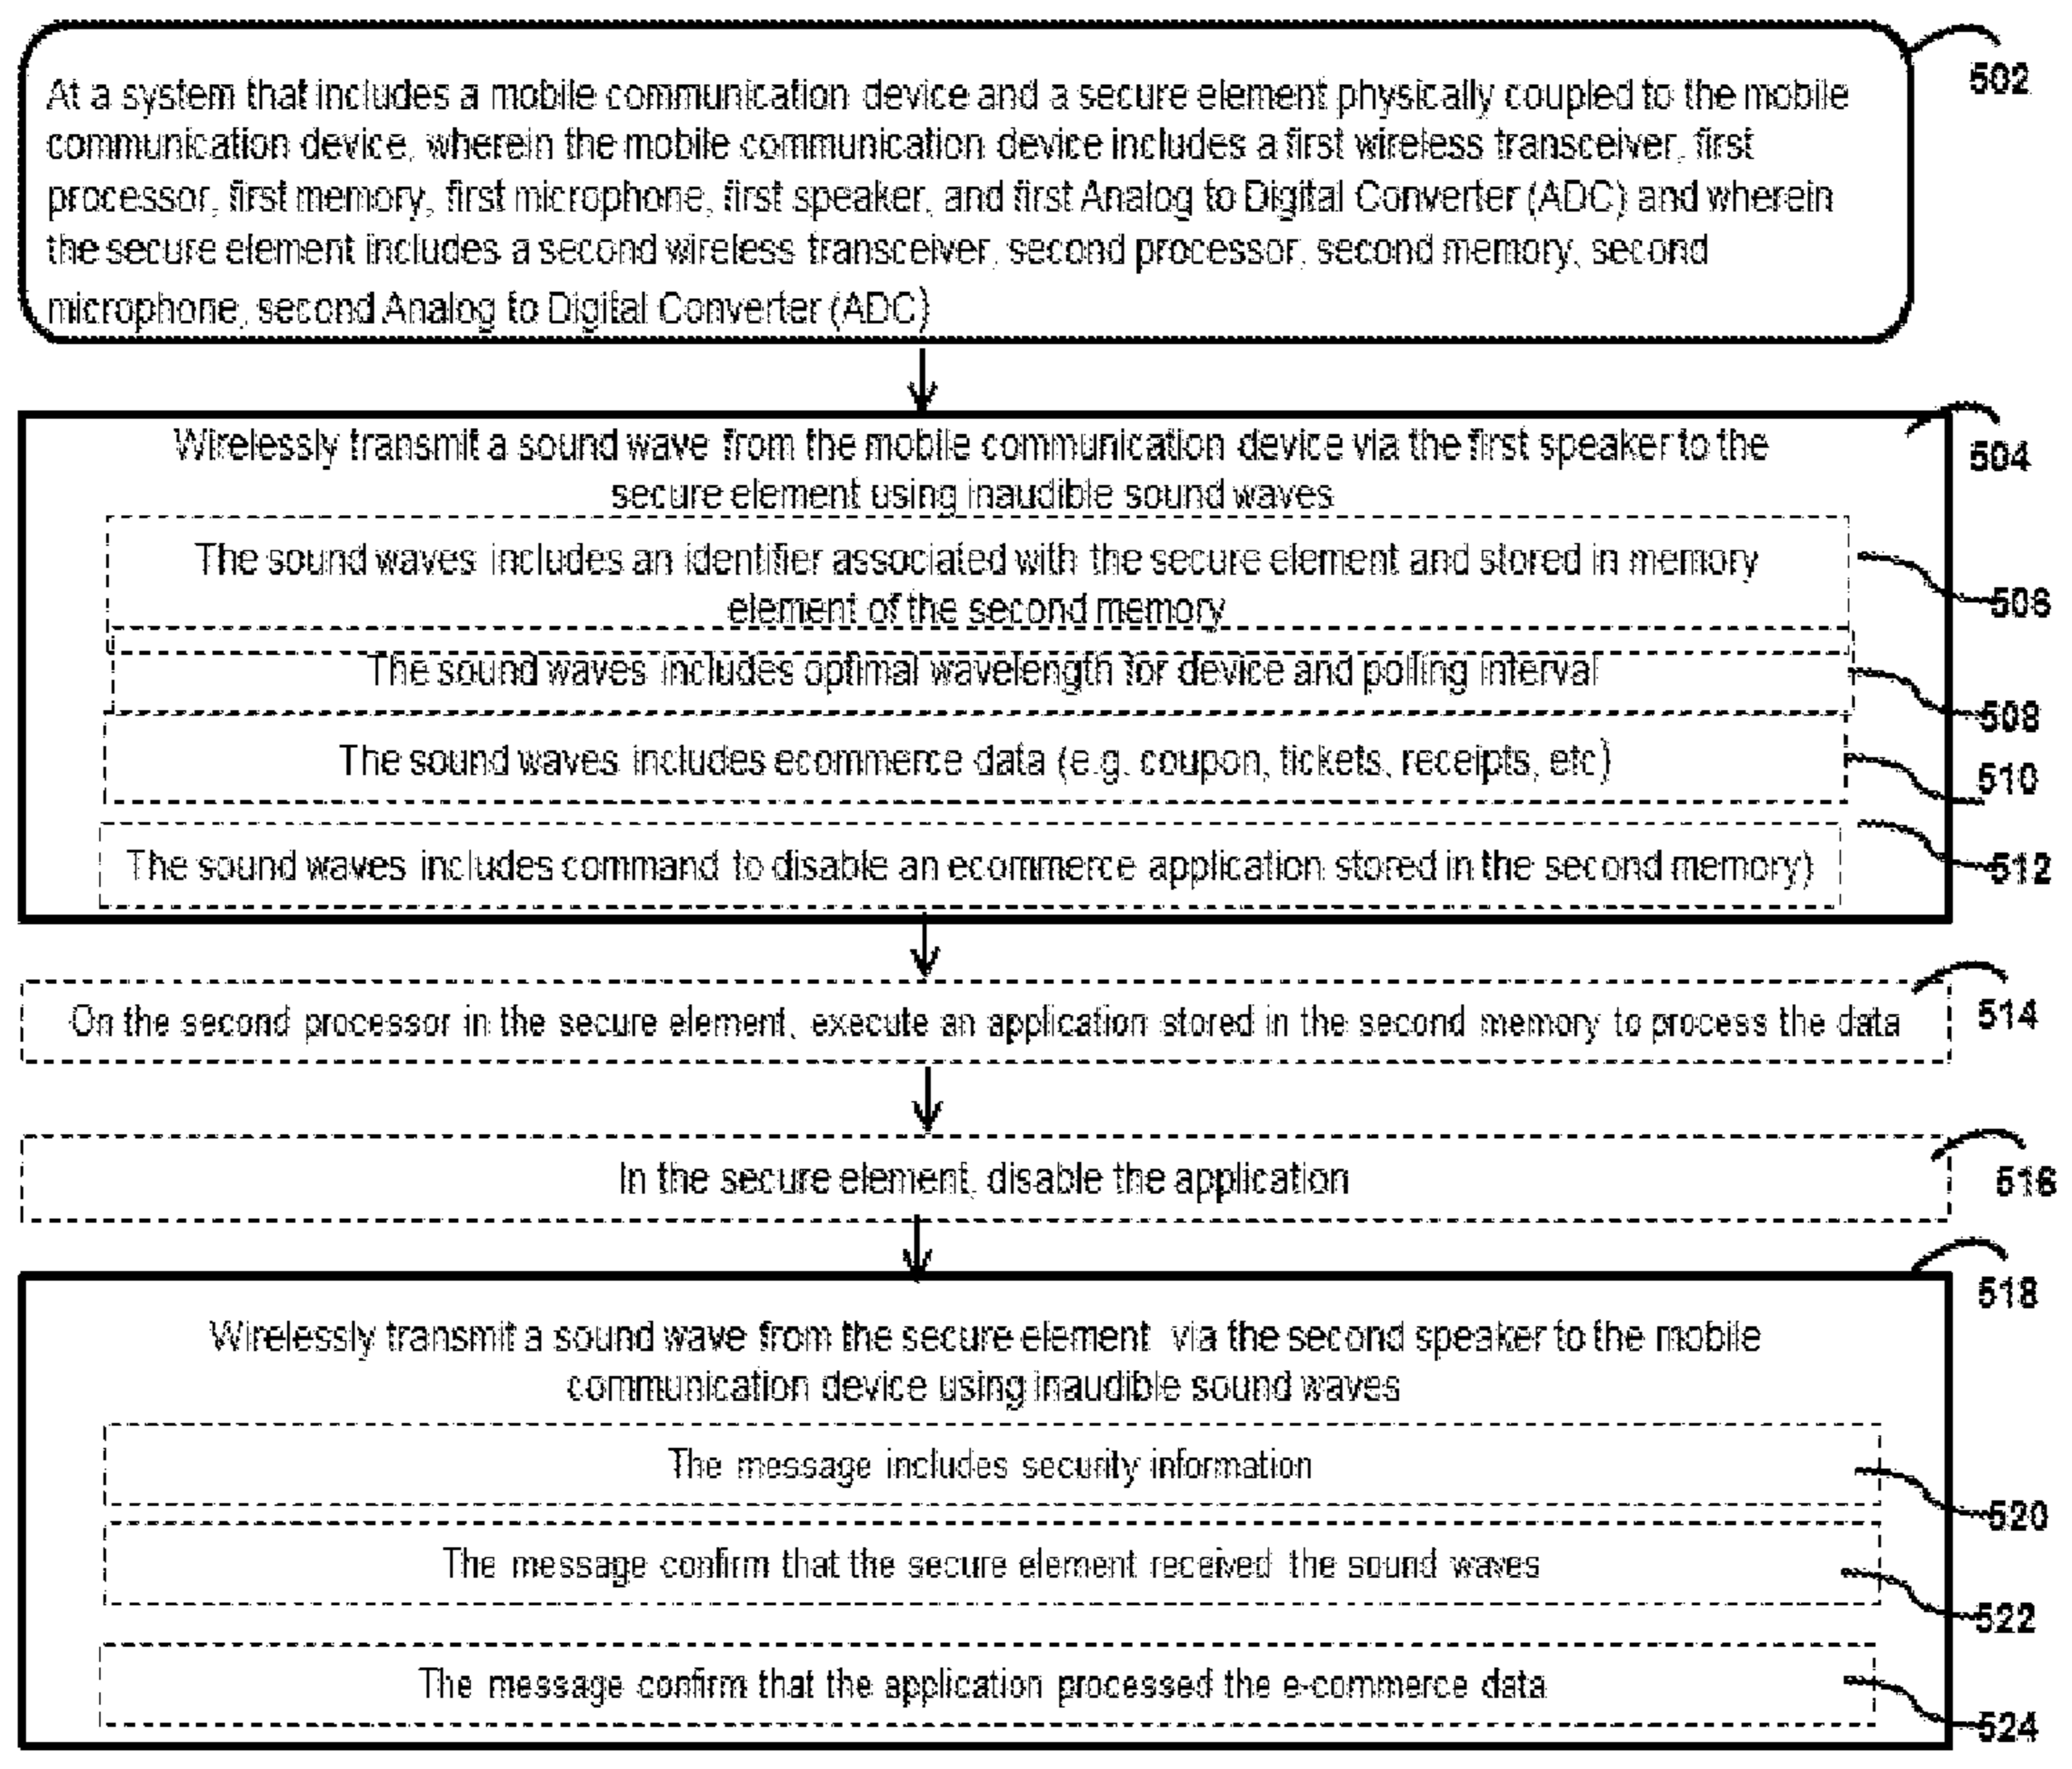 At a system that includes a mobile communication device and a secure element physically coupled to the mobile
communication device, wherein the mobile communication device includes a first wireless transceiver, first
processor, first memory, first microphone, first speaker, and first Analog to Digital Converter (ADC) and wherein
the secure element includes a second wireless transceiver, second processor, second memory, second
microphone, second Analog to Digital Converter (ADC)
502
Wirelessly transmit a sound wave from the mobile communication device via the first speaker to the
secure element using inaudible sound waves
504
The sound waves includes an identifier associated with the secure element and stored in memory
element of the second memory
506
The sound waves includes optimal wavelength for device and polling interval
508
The sound waves includes ecommerce data (e.g. coupon, tickets, receipts, etc)
510
The sound waves includes command to disable an ecommerce application stored in the second memory)
512
On the second processor in the secure element, execute an application stored in the second memory to process the data
514
In the secure element, disable the application
516
518
Wirelessly transmit a sound wave from the secure element via the second speaker to the mobile
communication device using inaudible sound waves
The message includes security information
520
The message confirm that the secure element received the sound waves
522
The message confirm that the application processed the e-commerce data
524